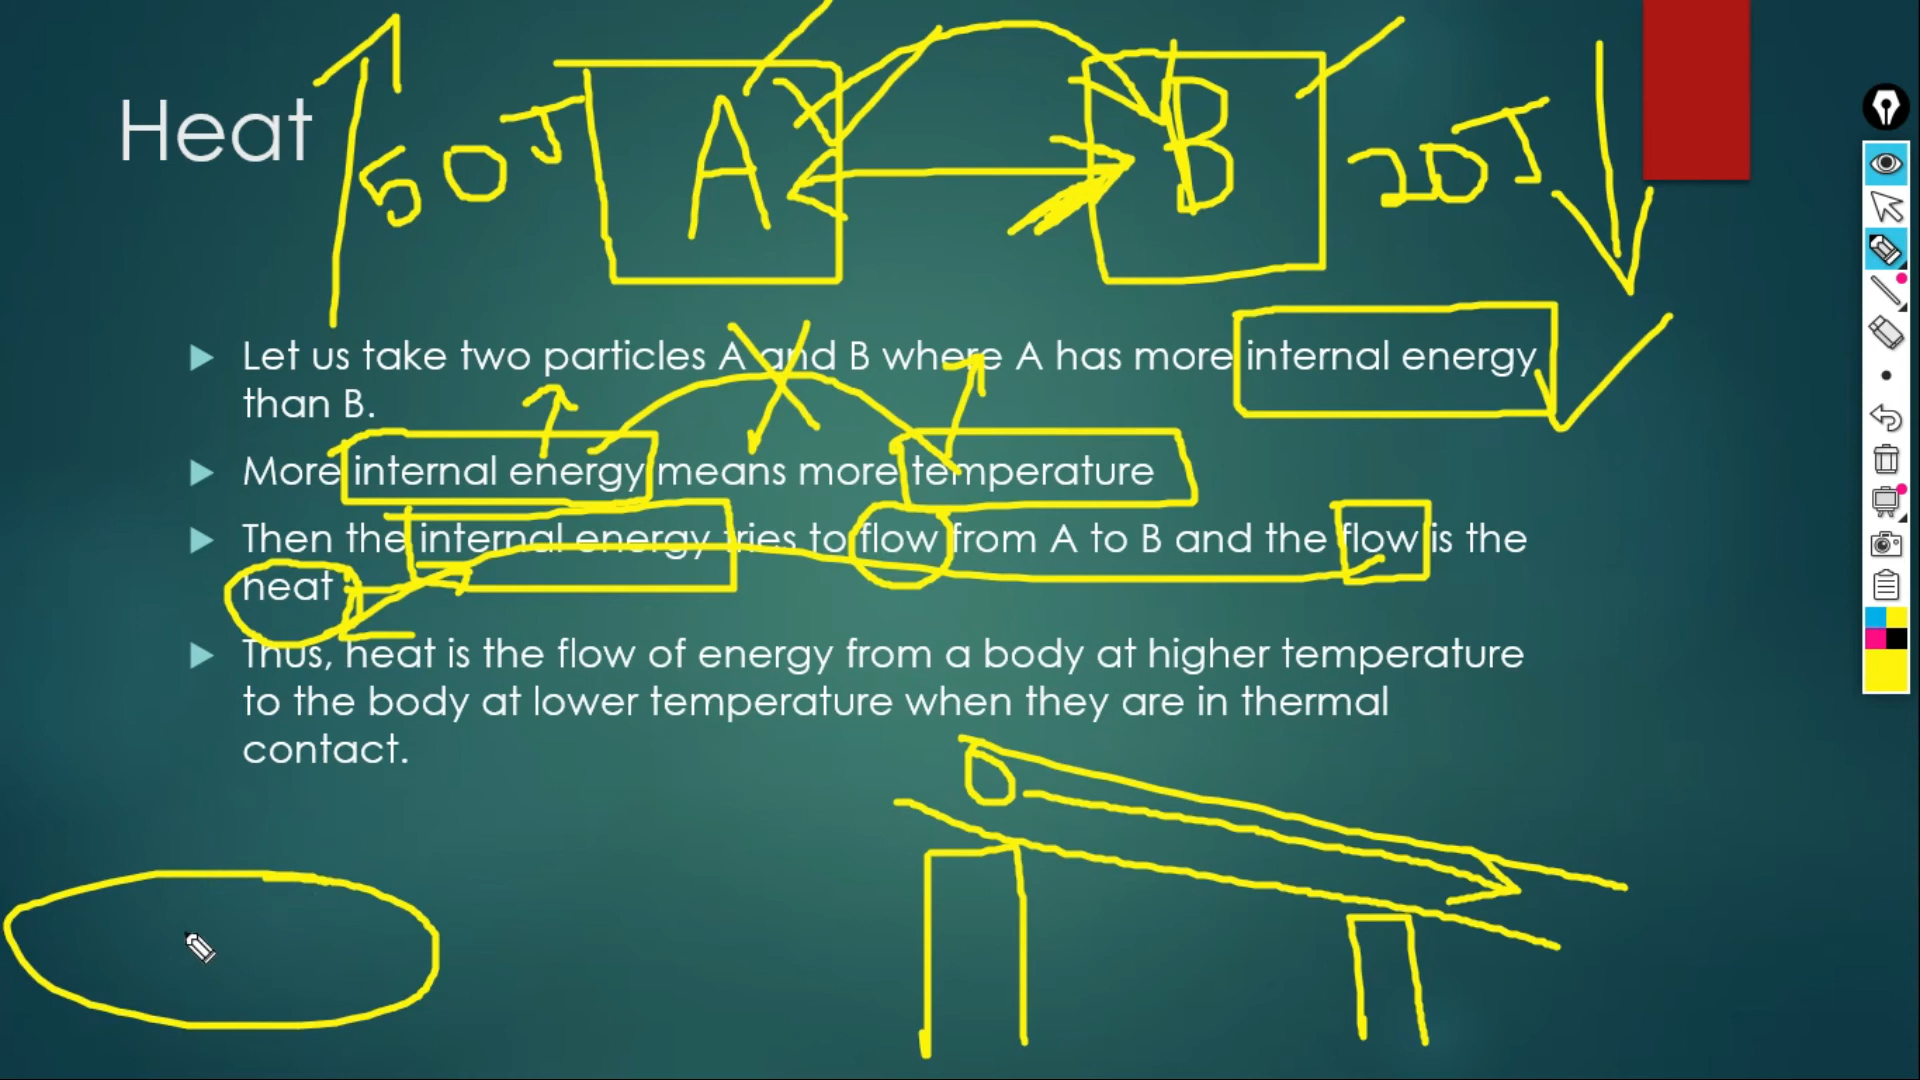 Heat
50J
A
B
20J
Let us take two particles A and B where A has more internal energy
than B.
More internal energy means more temperature
Then the internal energy tries to flow from A to B and the flow is the
heat
Thus, heat is the flow of energy from a body at higher temperature
to the body at lower temperature when they are in thermal
contact.